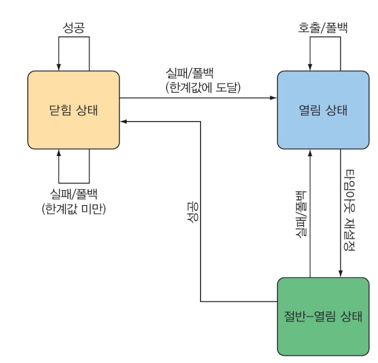 성공
호출/폴백
실패/폴백
(한계값에 도달)
닫힘 상태
열림 상태
실패/폴백
(한계값 미만)
성공
실패/폴백
타임아웃 재설정
절반-열림 상태